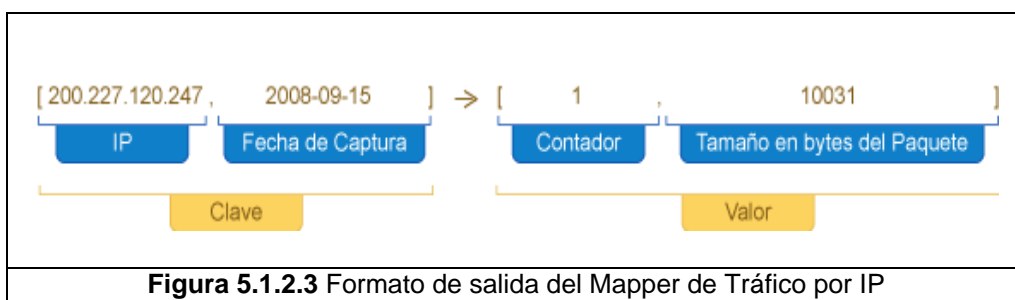 [ 200.227.120.247 , 2008-09-15 ] → [ 1 , 10031 ]
IP Fecha de Captura Contador Tamaño en bytes del Paquete
Clave Valor
Figura 5.1.2.3 Formato de salida del Mapper de Tráfico por IP